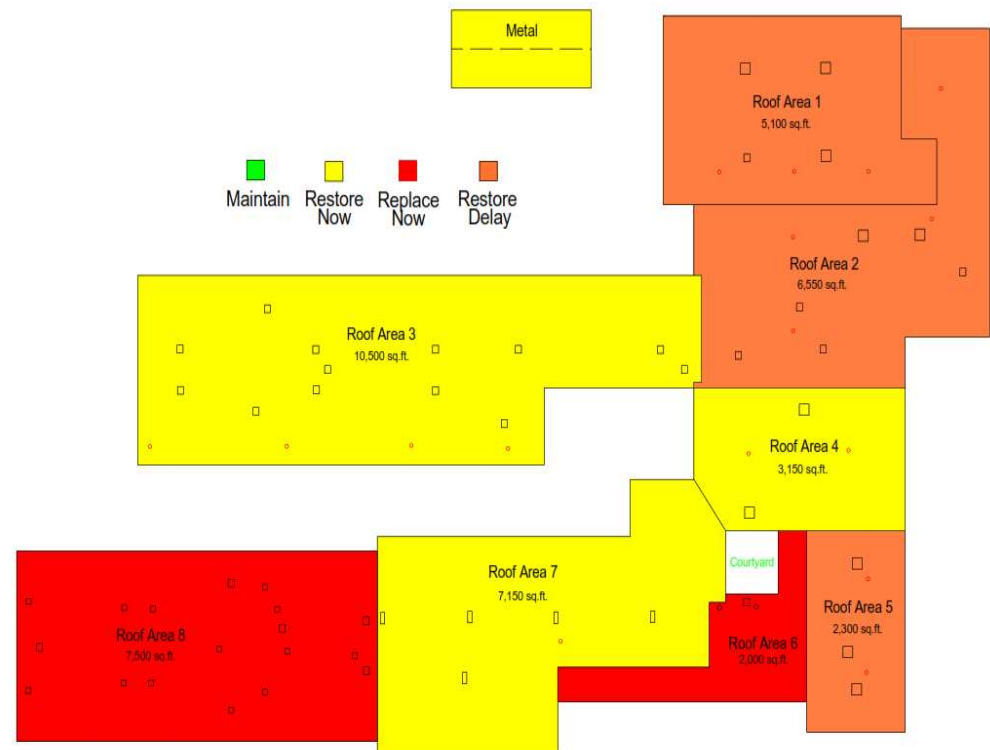 Metal
Roof Area 1
5,100 sq.ft.
Maintain
Restore
Now
Replace
Now
Restore
Delay
Roof Area 2
6,550 sq.ft.
Roof Area 3
10,500 sq.ft.
Roof Area 4
3,150 sq.ft.
Courtyard
Roof Area 7
7,150 sq.ft.
Roof Area 5
2,300 sq.ft.
Roof Area 8
7,500 sq.ft.
Roof Area 6
2,000 sq.ft.